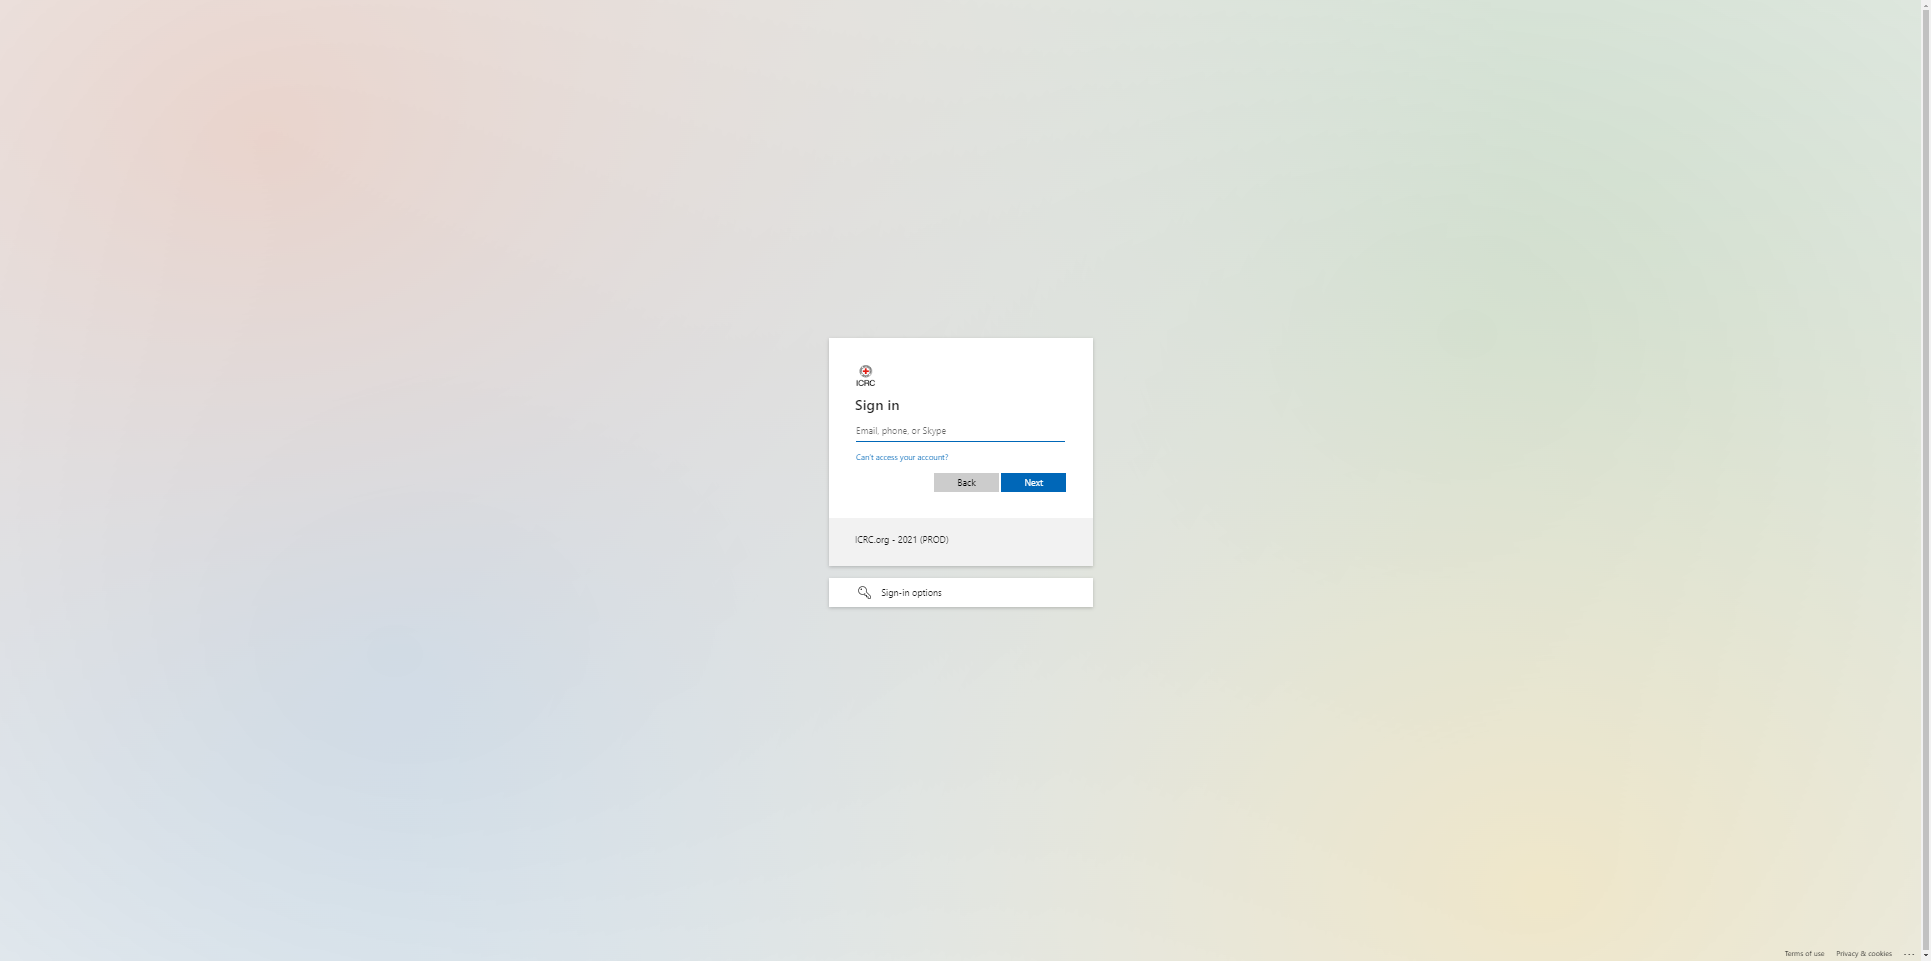 ICRC
Sign in
Email, phone, or Skype
Can't access your account?
Back
Next
ICRC.org - 2021 (PROD)
Sign-in options
Terms of use
Privacy & cookies
...